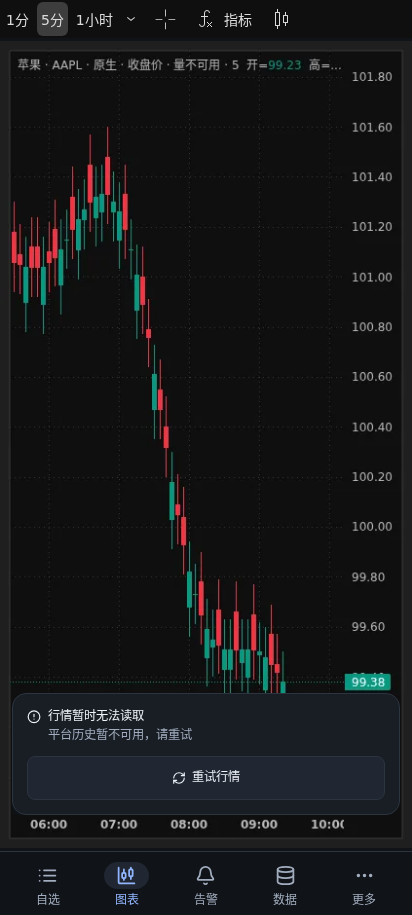 1分 5分 1小时 指标
苹果 · AAPL · 原生 · 收盘价 · 量不可用 · 5 开=99.23 高=...
101.80
101.60
101.40
101.20
101.00
100.80
100.60
100.40
100.20
100.00
99.80
99.60
99.38
行情暂时无法读取
平台历史暂不可用，请重试
重试行情
06:00 07:00 08:00 09:00 10:00
自选 图表 告警 数据 更多